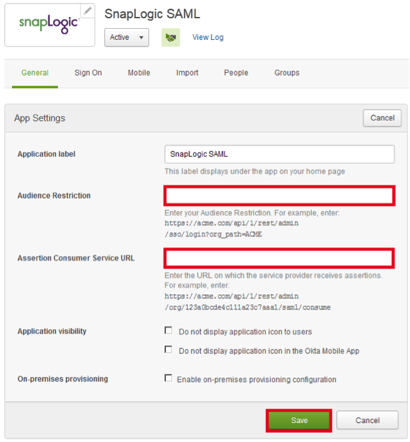 SnapLogic SAML
snapLogic
Active
View Log
General Sign On Mobile Import People Groups
App Settings
Cancel
Application label
SnapLogic SAML
This label displays under the app on your home page
Audience Restriction
Enter your Audience Restriction. For example, enter:
https://acme.com/api/1/rest/admin
/sso/login?org_path=ACME
Assertion Consumer Service URL
Enter the URL on which the service provider receives assertions.
For example, enter:
https://acme.com/api/1/rest/admin
/org/123a0bcde4c111a23c7aaa1/saml/consume
Application visibility
Do not display application icon to users
Do not display application icon in the Okta Mobile App
On-premises provisioning
Enable on-premises provisioning configuration
Save
Cancel